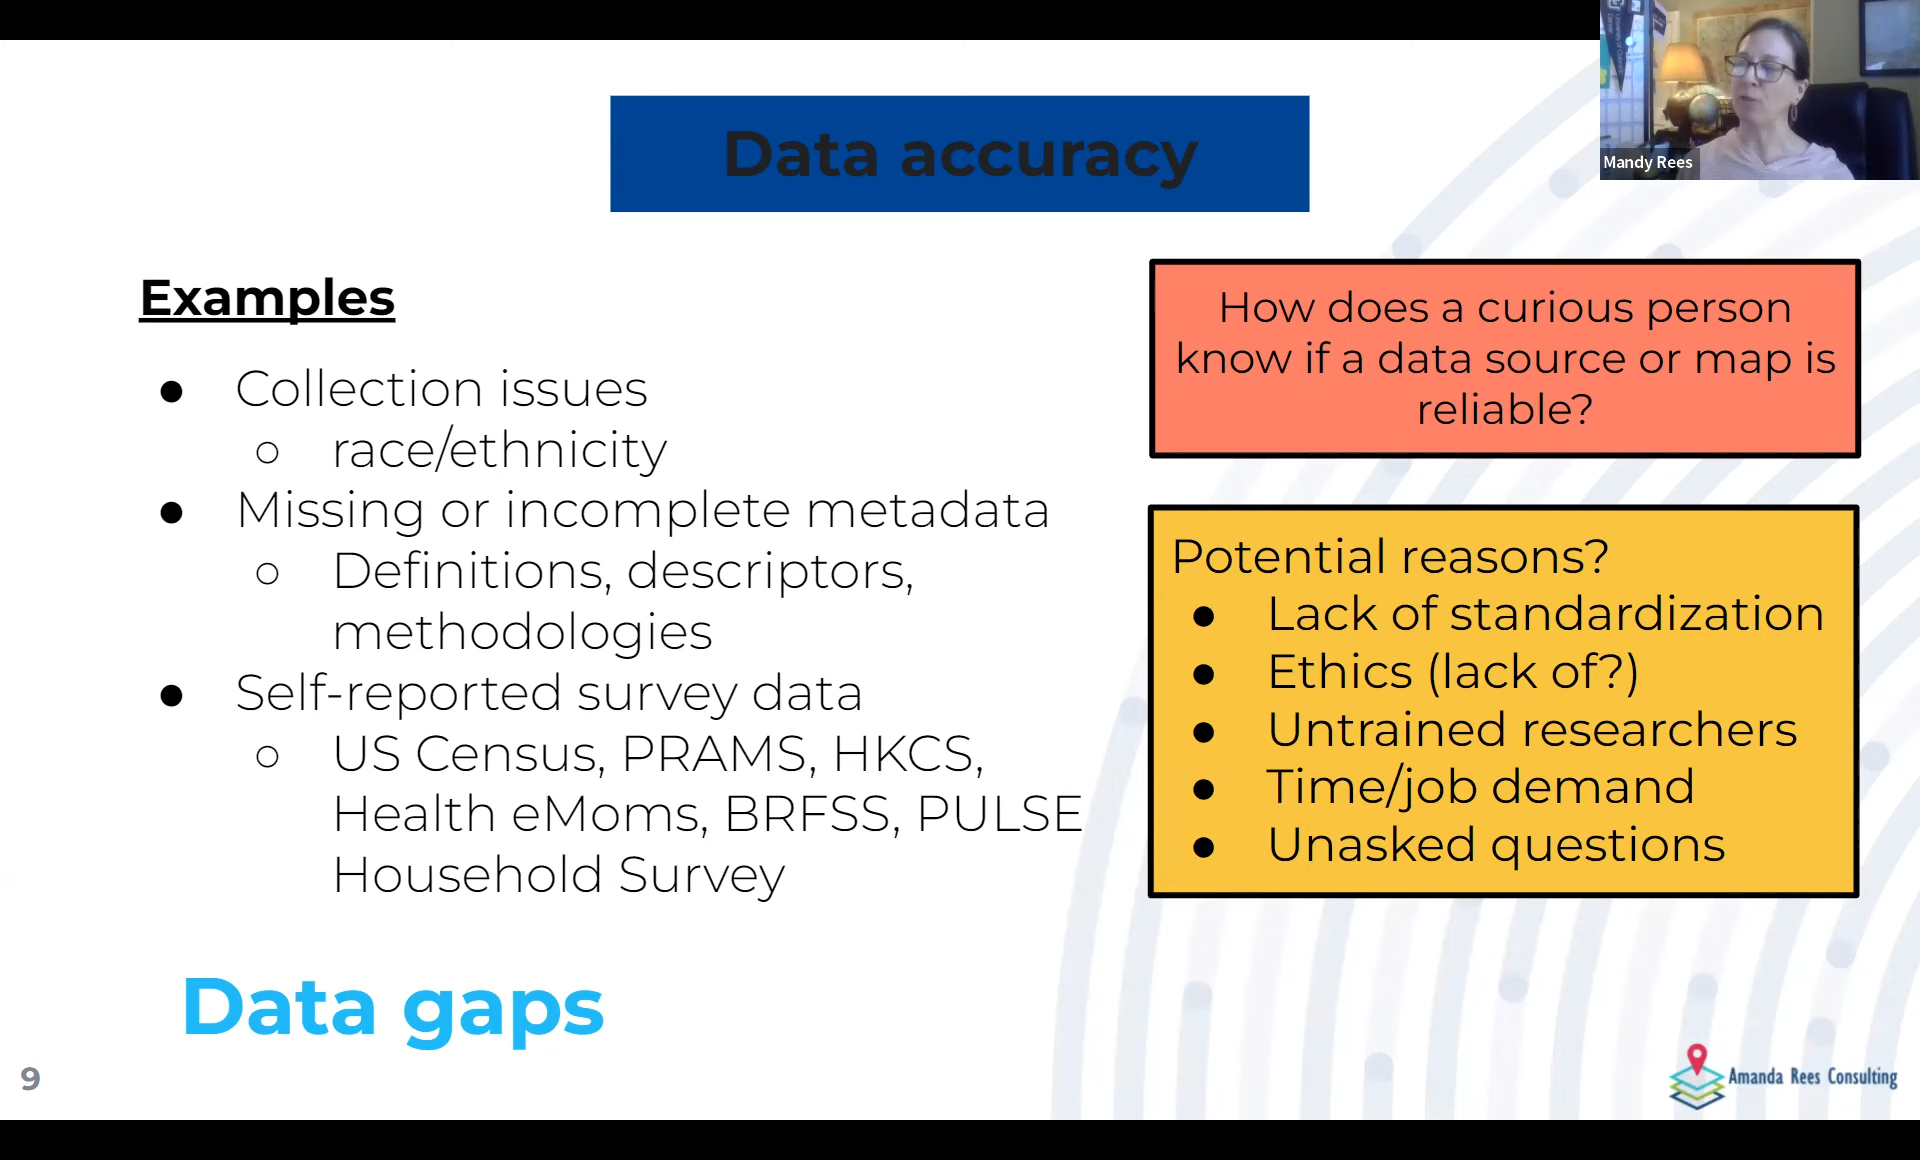 Data accuracy
Mandy Rees
Examples
● Collection issues
○ race/ethnicity
● Missing or incomplete metadata
○ Definitions, descriptors,
methodologies
● Self-reported survey data
○ US Census, PRAMS, HKCS,
Health eMoms, BRFSS, PULSE
Household Survey
Data gaps
How does a curious person
know if a data source or map is
reliable?
Potential reasons?
● Lack of standardization
● Ethics (lack of?)
● Untrained researchers
● Time/job demand
● Unasked questions
9
Amanda Rees Consulting